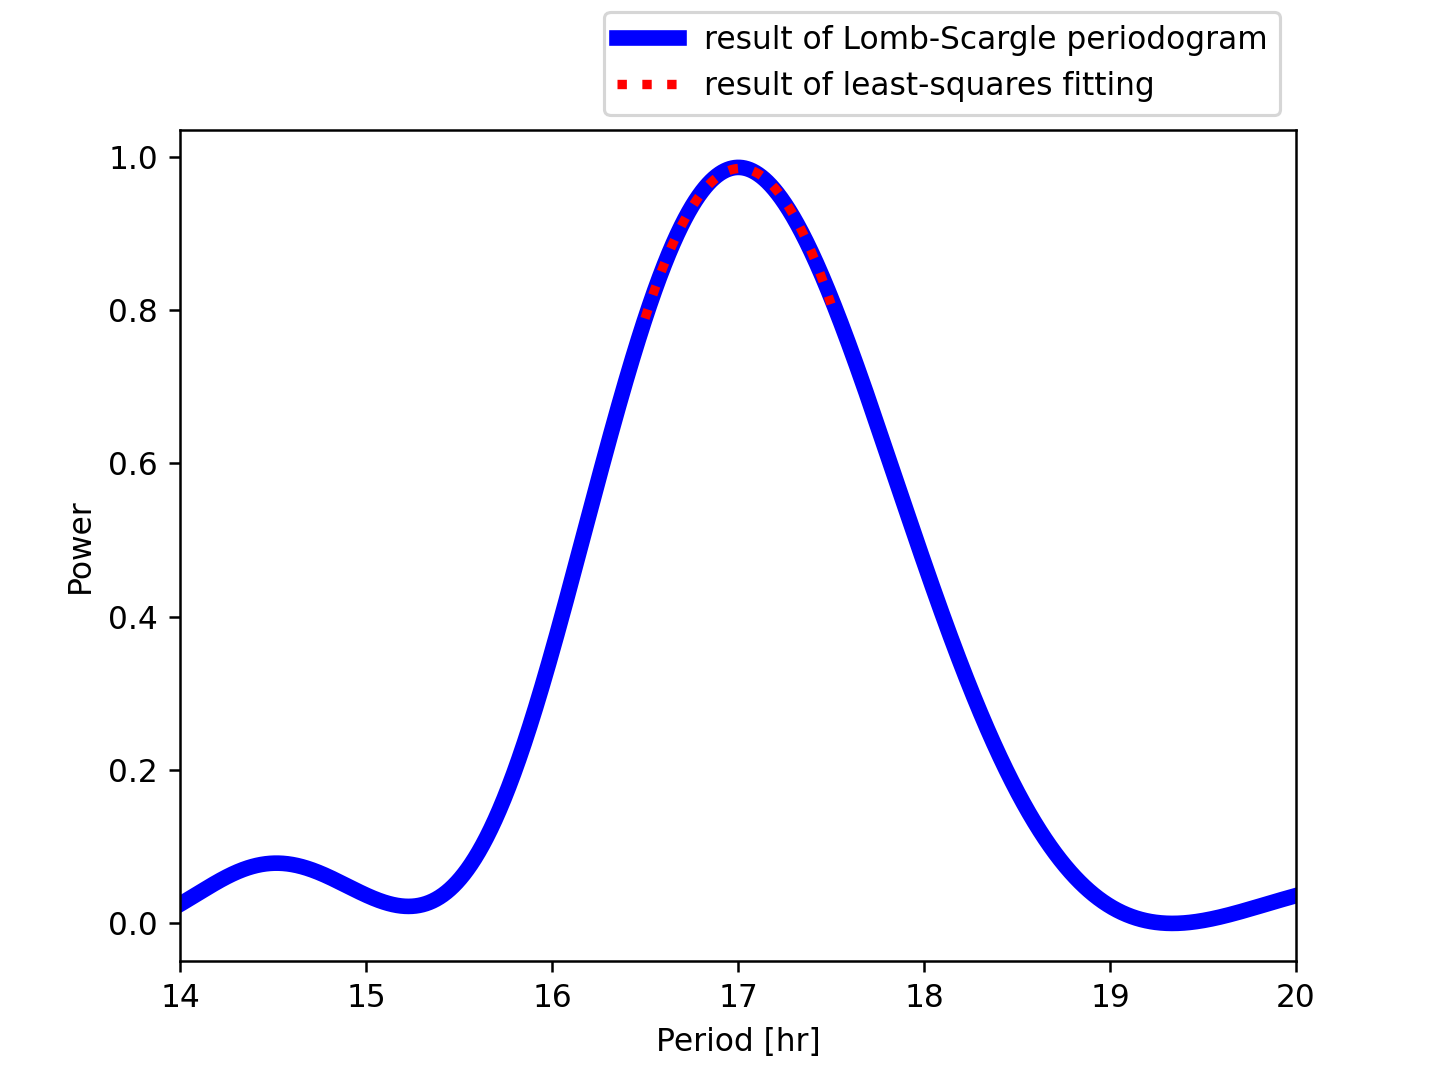 result of Lomb-Scargle periodogram
result of least-squares fitting
1.0
0.8
0.6
0.4
0.2
0.0
Power
14 15 16 17 18 19 20
Period [hr]